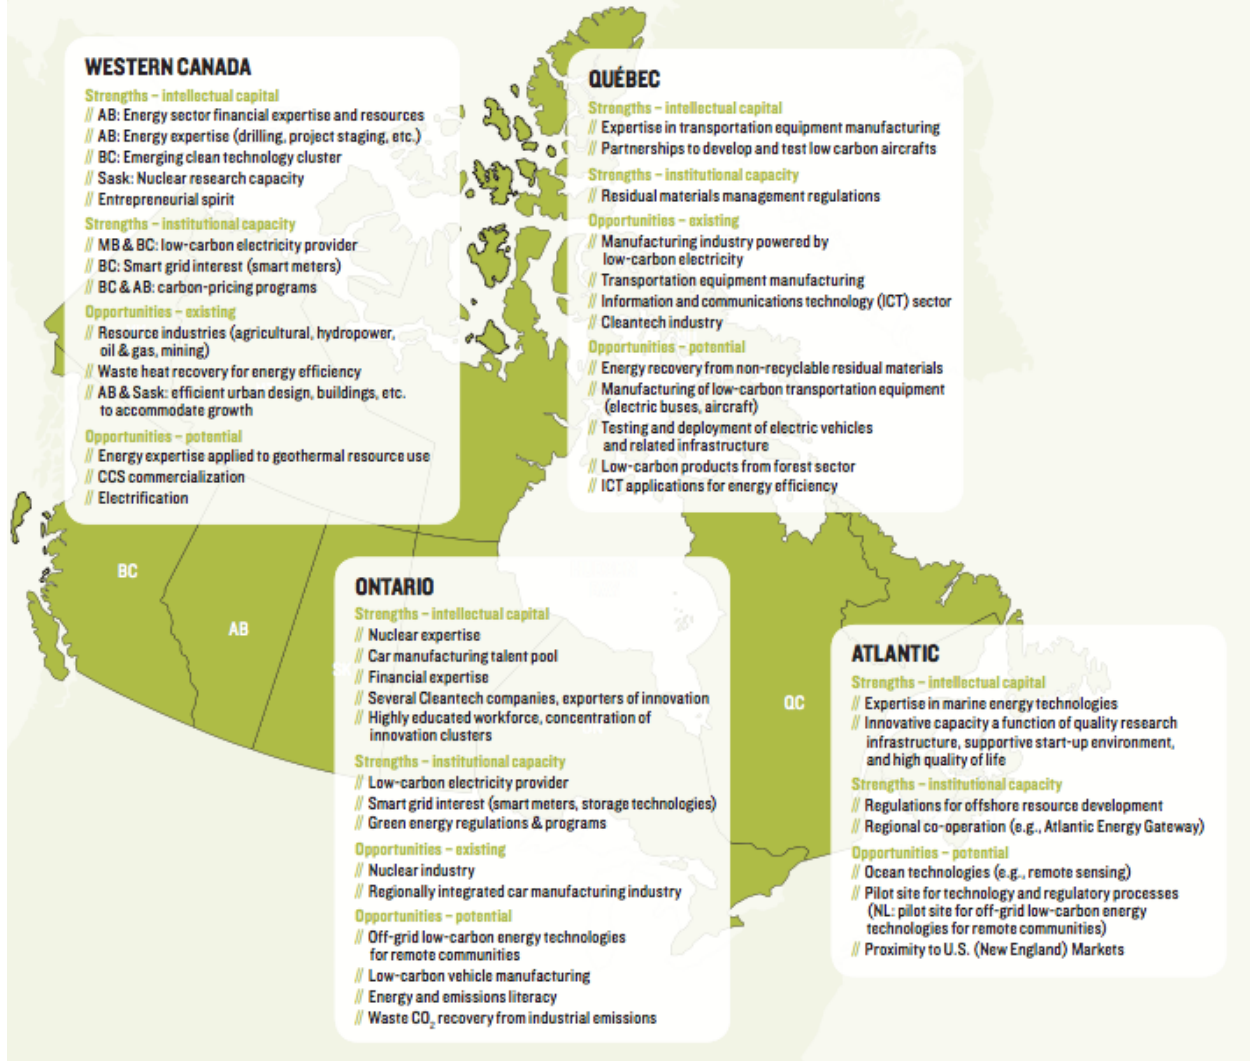 WESTERN CANADA
Strengths – intellectual capital
// AB: Energy sector financial expertise and resources
// AB: Energy expertise (drilling, project staging, etc.)
// BC: Emerging clean technology cluster
// Sask: Nuclear research capacity
// Entrepreneurial spirit
Strengths – institutional capacity
// MB & BC: low-carbon electricity provider
// BC: Smart grid interest (smart meters)
// BC & AB: carbon-pricing programs
Opportunities – existing
// Resource industries (agricultural, hydropower,
oil & gas, mining)
// Waste heat recovery for energy efficiency
// AB & Sask: efficient urban design, buildings, etc.
to accommodate growth
Opportunities – potential
// Energy expertise applied to geothermal resource use
// CCS commercialization
// Electrification
QUÉBEC
Strengths – intellectual capital
// Expertise in transportation equipment manufacturing
// Partnerships to develop and test low carbon aircrafts
Strengths – institutional capacity
// Residual materials management regulations
Opportunities – existing
// Manufacturing industry powered by
low-carbon electricity
// Transportation equipment manufacturing
// Information and communications technology (ICT) sector
// Cleantech industry
Opportunities – potential
// Energy recovery from non-recyclable residual materials
// Manufacturing of low-carbon transportation equipment
(electric buses, aircraft)
// Testing and deployment of electric vehicles
and related infrastructure
// Low-carbon products from forest sector
// ICT applications for energy efficiency
BC
AB
SK
QC
ONTARIO
Strengths – intellectual capital
// Nuclear expertise
// Car manufacturing talent pool
// Financial expertise
// Several Cleantech companies, exporters of innovation
// Highly educated workforce, concentration of
innovation clusters
Strengths – institutional capacity
// Low-carbon electricity provider
// Smart grid interest (smart meters, storage technologies)
// Green energy regulations & programs
Opportunities – existing
// Nuclear industry
// Regionally integrated car manufacturing industry
Opportunities – potential
// Off-grid low-carbon energy technologies
for remote communities
// Low-carbon vehicle manufacturing
// Energy and emissions literacy
// Waste CO₂ recovery from industrial emissions
ATLANTIC
Strengths – intellectual capital
// Expertise in marine energy technologies
// Innovative capacity a function of quality research
infrastructure, supportive start-up environment,
and high quality of life
Strengths – institutional capacity
// Regulations for offshore resource development
// Regional co-operation (e.g., Atlantic Energy Gateway)
Opportunities – potential
// Ocean technologies (e.g., remote sensing)
// Pilot site for technology and regulatory processes
(NL: pilot site for off-grid low-carbon energy
technologies for remote communities)
// Proximity to U.S. (New England) Markets